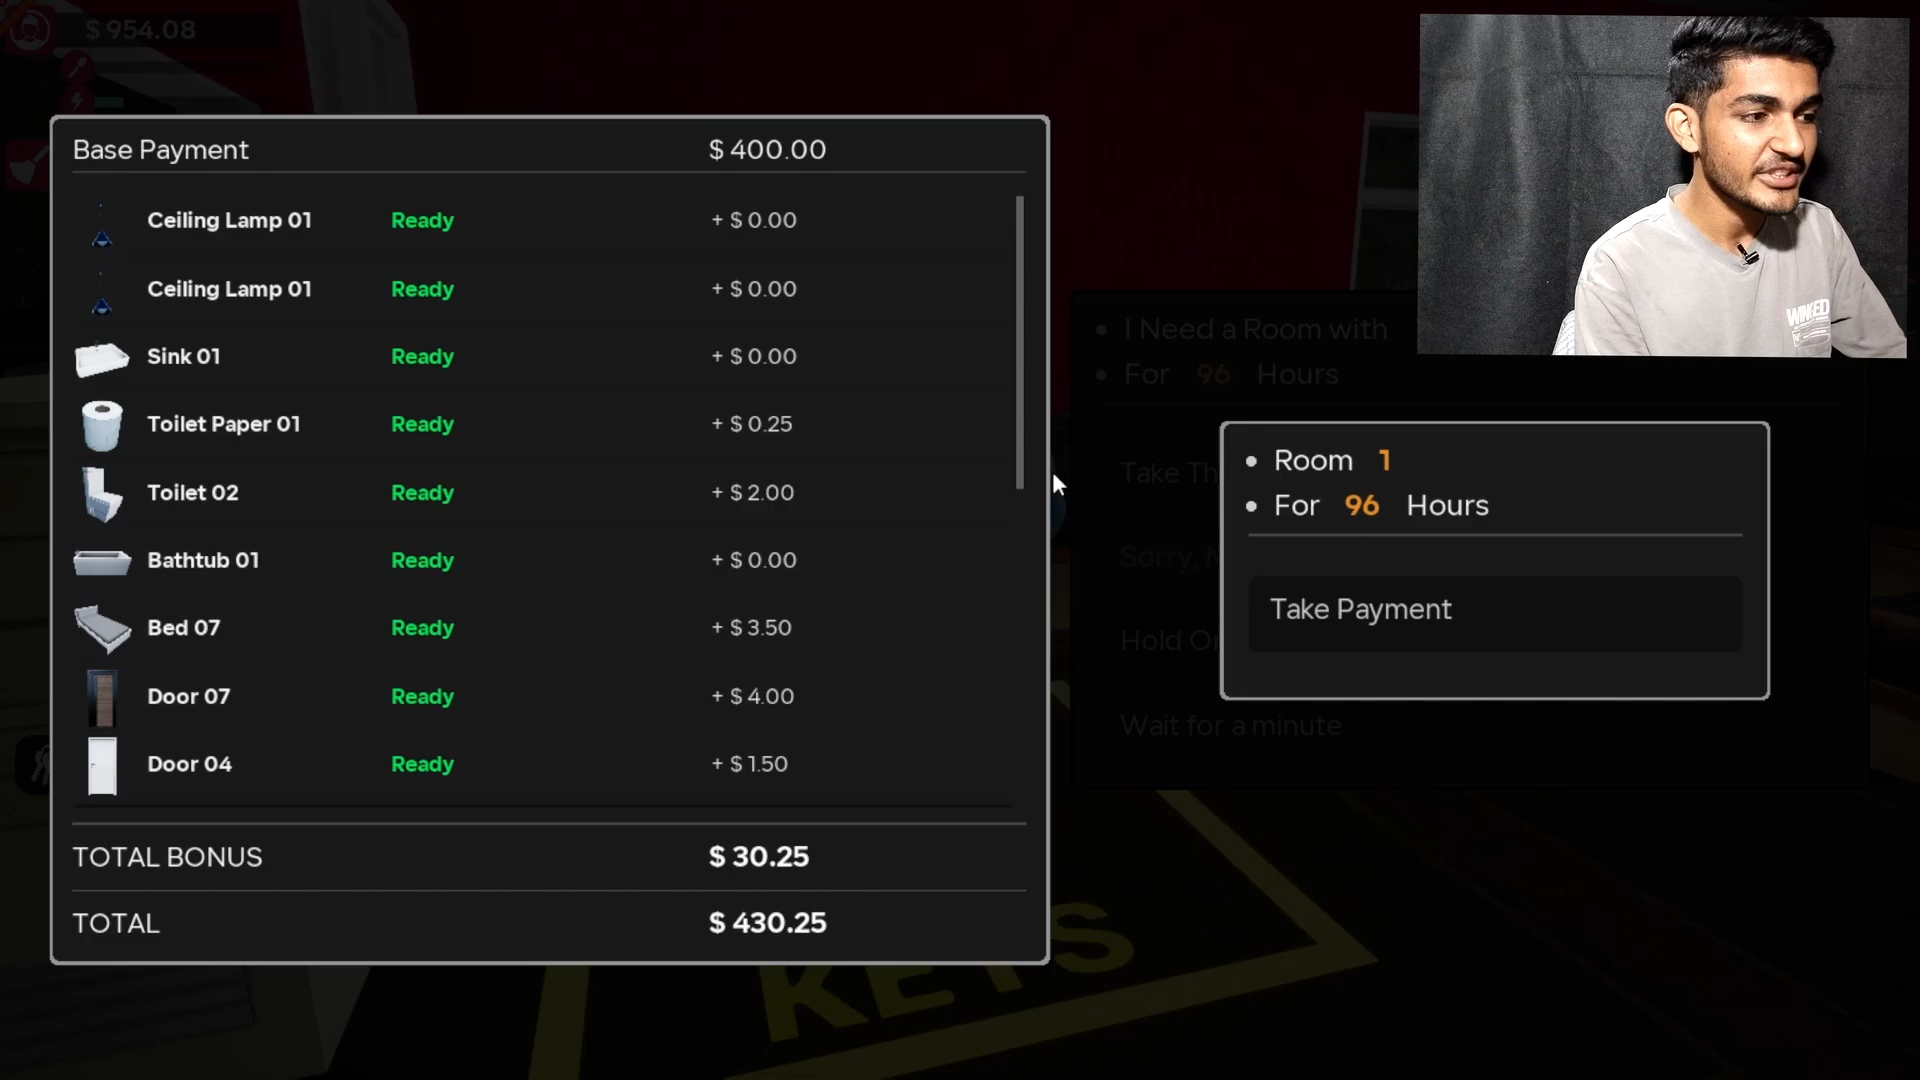 $ 954.08
Base Payment $ 400.00
Ceiling Lamp 01 Ready + $ 0.00
Ceiling Lamp 01 Ready + $ 0.00
Sink 01 Ready + $ 0.00
Toilet Paper 01 Ready + $ 0.25
Toilet 02 Ready + $ 2.00
Bathtub 01 Ready + $ 0.00
Bed 07 Ready + $ 3.50
Door 07 Ready + $ 4.00
Door 04 Ready + $ 1.50
TOTAL BONUS $ 30.25
TOTAL $ 430.25
• I Need a Room with
• For 96 Hours
Take Th
Sorry, N
Hold On
Wait for a minute
• Room 1
• For 96 Hours
Take Payment
KEYS